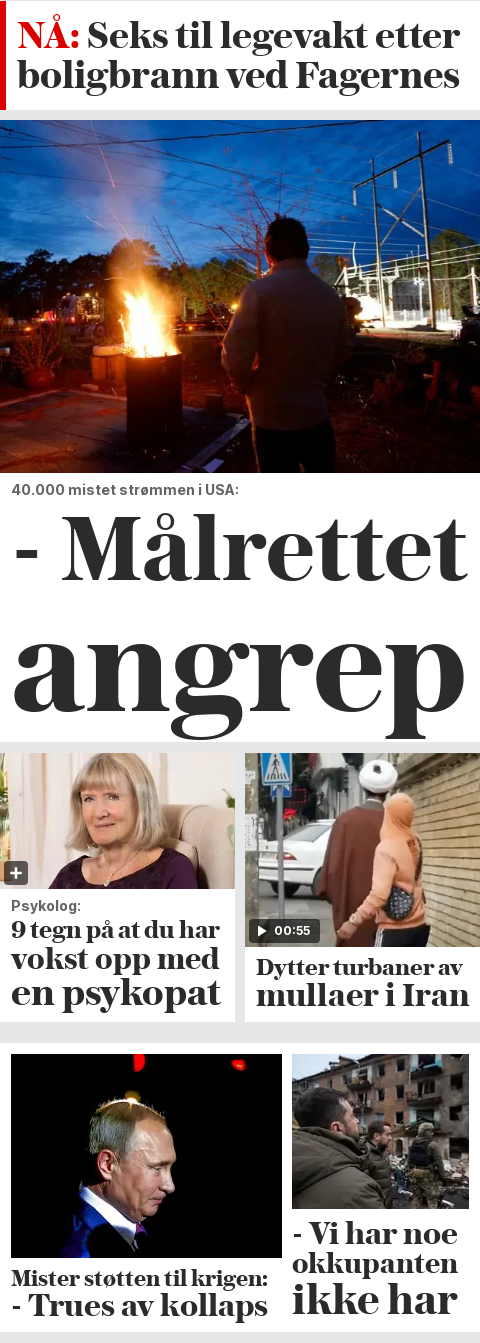 NÅ: Seks til legevakt etter
boligbrann ved Fagernes
40.000 mistet strømmen i USA:
- Målrettet
angrep
Psykolog:
9 tegn på at du har
vokst opp med
en psykopat
00:55
Dytter turbaner av
mullaer i Iran
Mister støtten til krigen:
- Trues av kollaps
- Vi har noe
okkupanten
ikke har